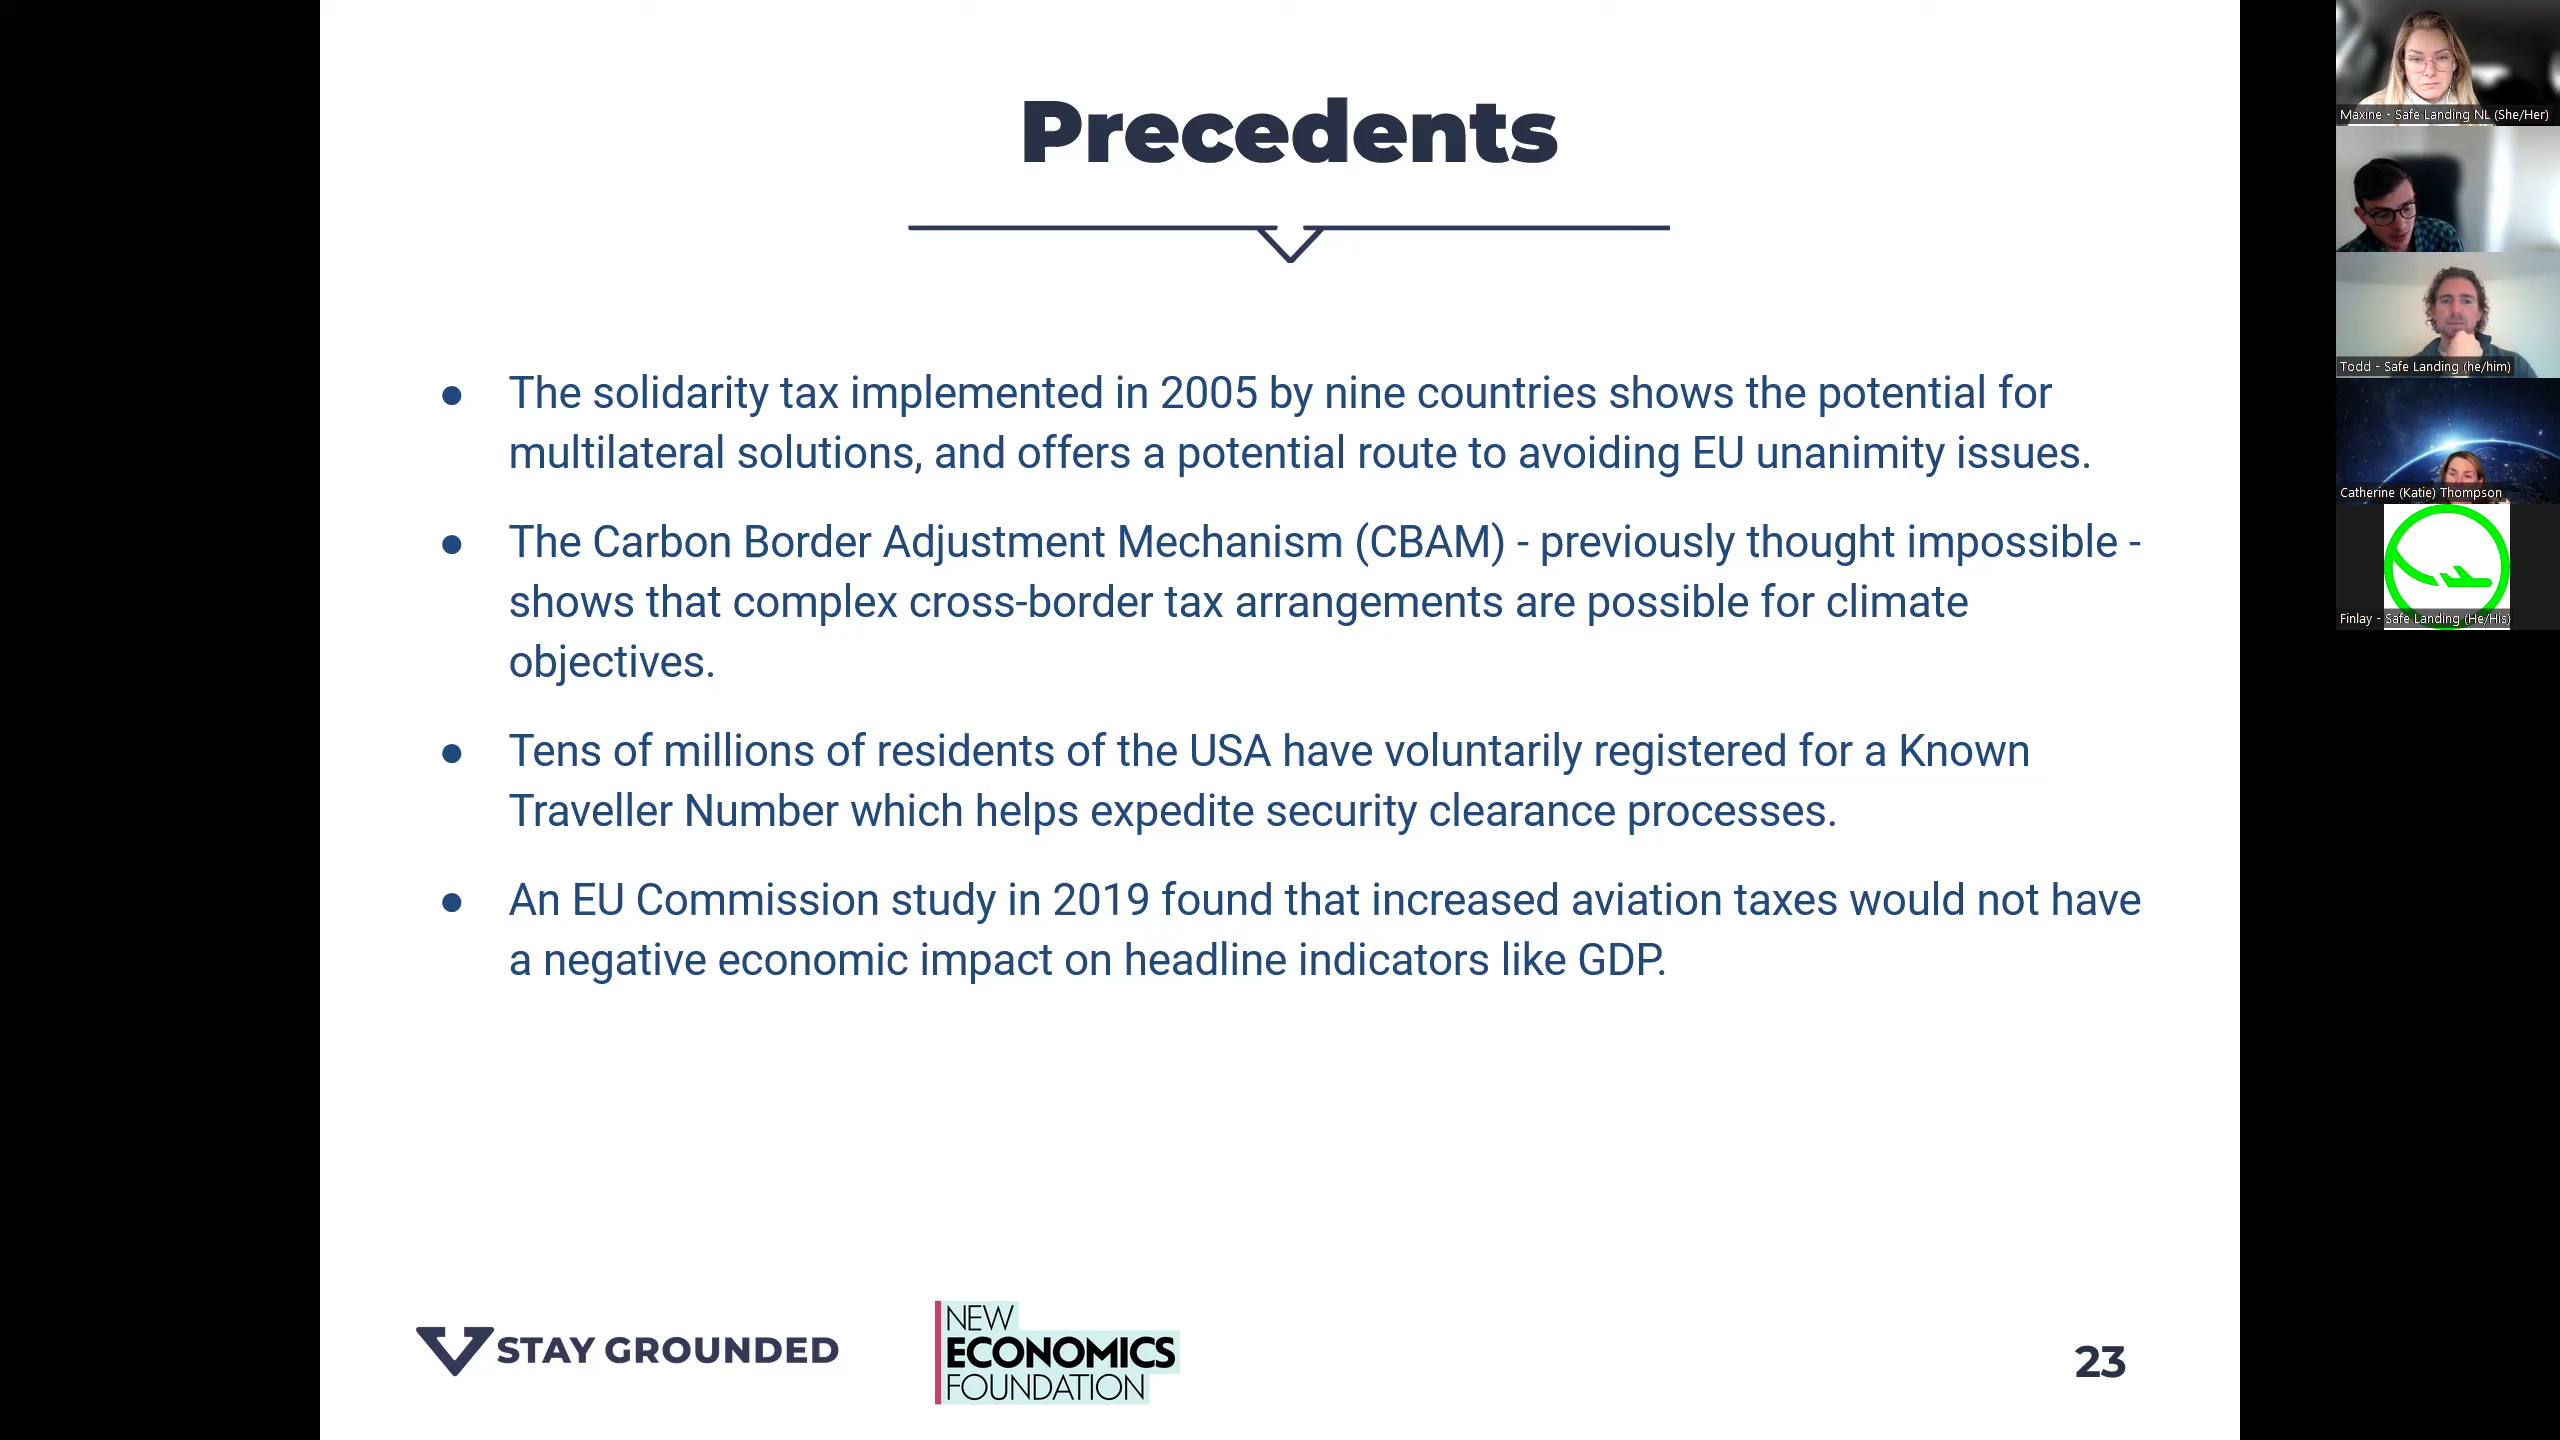 Precedents
● The solidarity tax implemented in 2005 by nine countries shows the potential for
multilateral solutions, and offers a potential route to avoiding EU unanimity issues.
● The Carbon Border Adjustment Mechanism (CBAM) - previously thought impossible -
shows that complex cross-border tax arrangements are possible for climate
objectives.
● Tens of millions of residents of the USA have voluntarily registered for a Known
Traveller Number which helps expedite security clearance processes.
● An EU Commission study in 2019 found that increased aviation taxes would not have
a negative economic impact on headline indicators like GDP.
STAY GROUNDED
NEW
ECONOMICS
FOUNDATION
23
Maxine - Safe Landing NL (She/Her)
Todd - Safe Landing (he/him)
Catherine (Katie) Thompson
Finlay - Safe Landing (He/His)